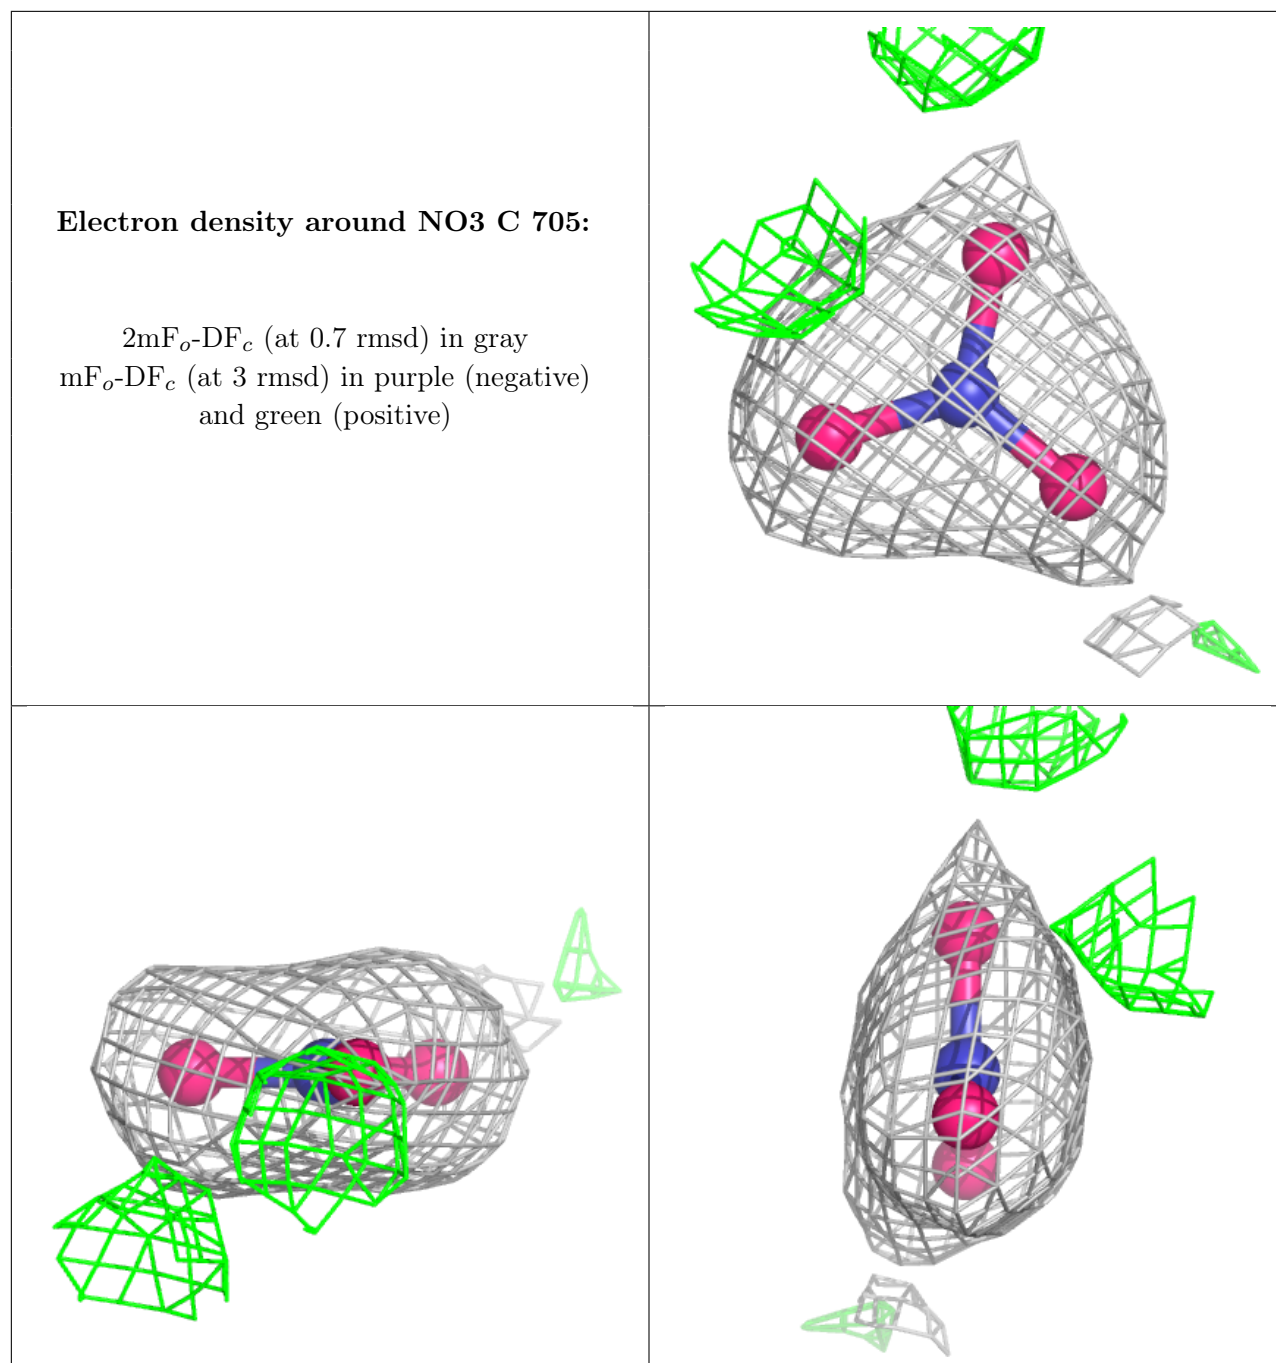 Electron density around NO3 C 705:
2mFo-DFc (at 0.7 rmsd) in gray
mFo-DFc (at 3 rmsd) in purple (negative)
and green (positive)